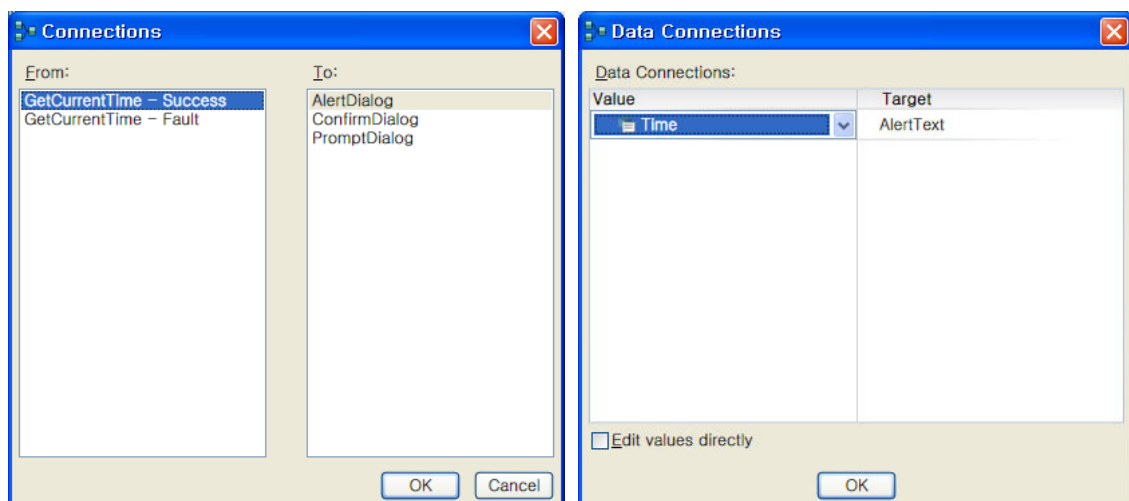 Connections
From:
To:
GetCurrentTime - Success
GetCurrentTime - Fault
AlertDialog
ConfirmDialog
PromptDialog
OK
Cancel
Data Connections
Data Connections:
Value
Target
Time
AlertText
Edit values directly
OK